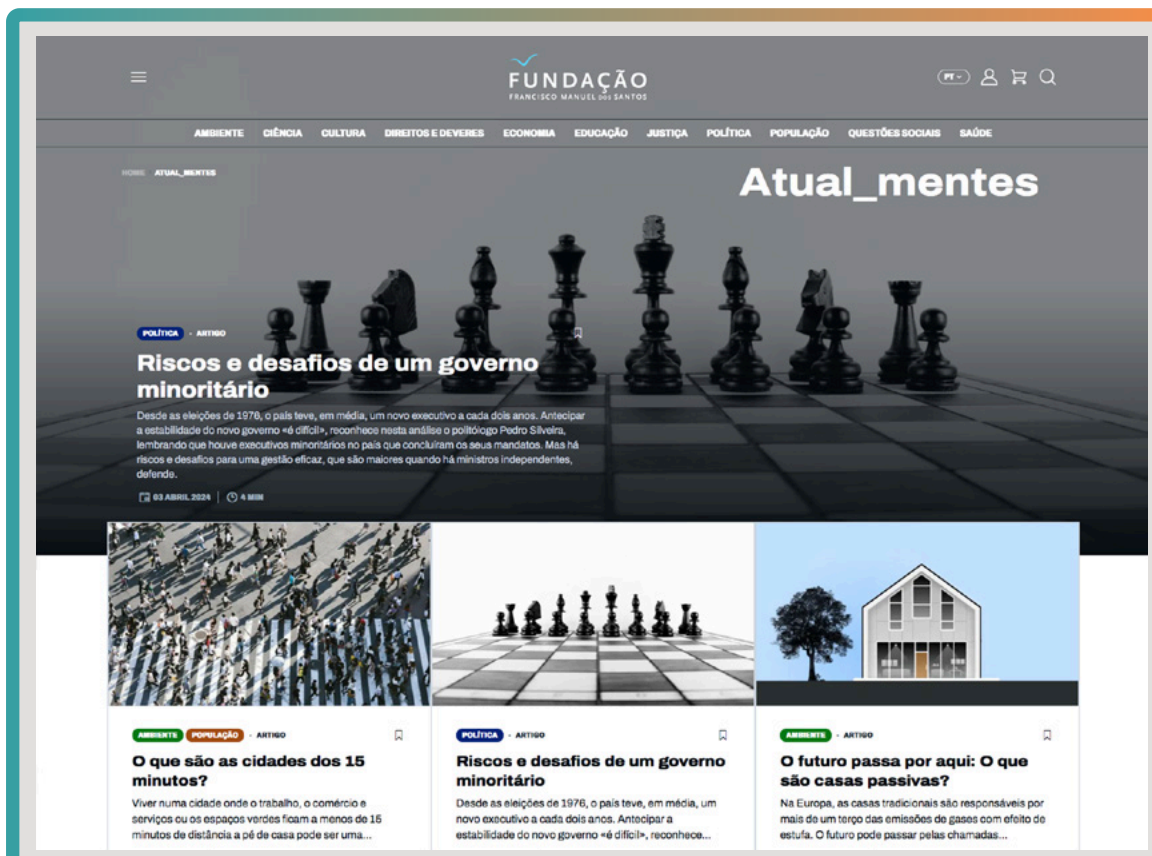 FUNDAÇÃO
FRANCISCO MANUEL DOS SANTOS
PT
AMBIENTE CIÊNCIA CULTURA DIREITOS E DEVERES ECONOMIA EDUCAÇÃO JUSTIÇA POLÍTICA POPULAÇÃO QUESTÕES SOCIAIS SAÚDE
HOME ATUAL_MENTES
Atual_mentes
POLÍTICA - ARTIGO
Riscos e desafios de um governo
minoritário
Desde as eleições de 1976, o país teve, em média, um novo executivo a cada dois anos. Antecipar
a estabilidade do novo governo «é difícil», reconhece nesta análise o politólogo Pedro Silveira,
lembrando que houve executivos minoritários no país que concluíram os seus mandatos. Mas há
riscos e desafios para uma gestão eficaz, que são maiores quando há ministros independentes,
defende.
03 ABRIL 2024 | 4 MIN
AMBIENTE POPULAÇÃO - ARTIGO
O que são as cidades dos 15
minutos?
Viver numa cidade onde o trabalho, o comércio e
serviços ou os espaços verdes ficam a menos de 15
minutos de distância a pé de casa pode ser uma...
POLÍTICA - ARTIGO
Riscos e desafios de um governo
minoritário
Desde as eleições de 1976, o país teve, em média, um
novo executivo a cada dois anos. Antecipar a
estabilidade do novo governo «é difícil», reconhece...
AMBIENTE - ARTIGO
O futuro passa por aqui: O que
são casas passivas?
Na Europa, as casas tradicionais são responsáveis por
mais de um terço das emissões de gases com efeito de
estufa. O futuro pode passar pelas chamadas...